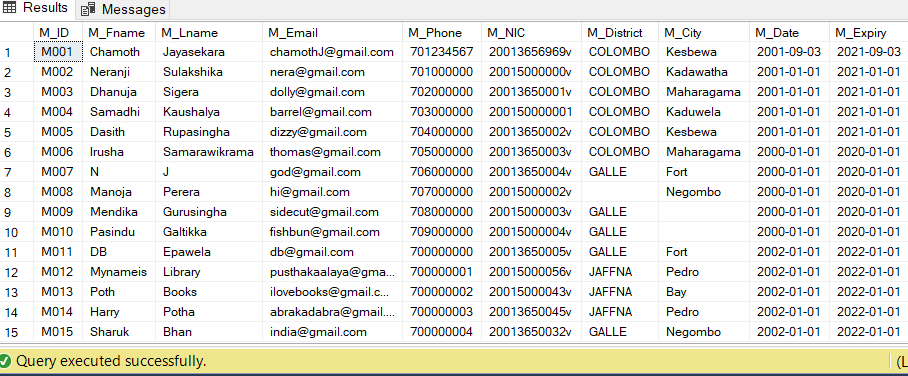 Results Messages
M_ID M_Fname M_Lname M_Email M_Phone M_NIC M_District M_City M_Date M_Expiry
1 M001 Chamoth Jayasekara chamothJ@gmail.com 701234567 20013656969v COLOMBO Kesbewa 2001-09-03 2021-09-03
2 M002 Neranji Sulakshika nera@gmail.com 701000000 20015000000v COLOMBO Kadawatha 2001-01-01 2021-01-01
3 M003 Dhanuja Sigera dolly@gmail.com 702000000 20013650001v COLOMBO Maharagama 2001-01-01 2021-01-01
4 M004 Samadhi Kaushalya barrel@gmail.com 703000000 20015000001 COLOMBO Kaduwela 2001-01-01 2021-01-01
5 M005 Dasith Rupasingha dizzy@gmail.com 704000000 20013650002v COLOMBO Kesbewa 2001-01-01 2021-01-01
6 M006 Irusha Samarawikrama thomas@gmail.com 705000000 20013650003v COLOMBO Maharagama 2000-01-01 2020-01-01
7 M007 N J god@gmail.com 706000000 20013650004v GALLE Fort 2000-01-01 2020-01-01
8 M008 Manoja Perera hi@gmail.com 707000000 20015000002v Negombo 2000-01-01 2020-01-01
9 M009 Mendika Gurusingha sidecut@gmail.com 708000000 20015000003v GALLE 2000-01-01 2020-01-01
10 M010 Pasindu Galtikka fishbun@gmail.com 709000000 20015000004v GALLE 2000-01-01 2020-01-01
11 M011 DB Epawela db@gmail.com 700000000 20013650005v GALLE Fort 2002-01-01 2022-01-01
12 M012 Mynameis Library pusthakaalaya@gma... 700000001 20015000056v JAFFNA Pedro 2002-01-01 2022-01-01
13 M013 Poth Books ilovebooks@gmail.c... 700000002 20015000043v JAFFNA Bay 2002-01-01 2022-01-01
14 M014 Harry Potha abrakadabra@gmail.... 700000003 20013650045v JAFFNA Pedro 2002-01-01 2022-01-01
15 M015 Sharuk Bhan india@gmail.com 700000004 20013650032v GALLE Negombo 2002-01-01 2022-01-01
Query executed successfully. (L